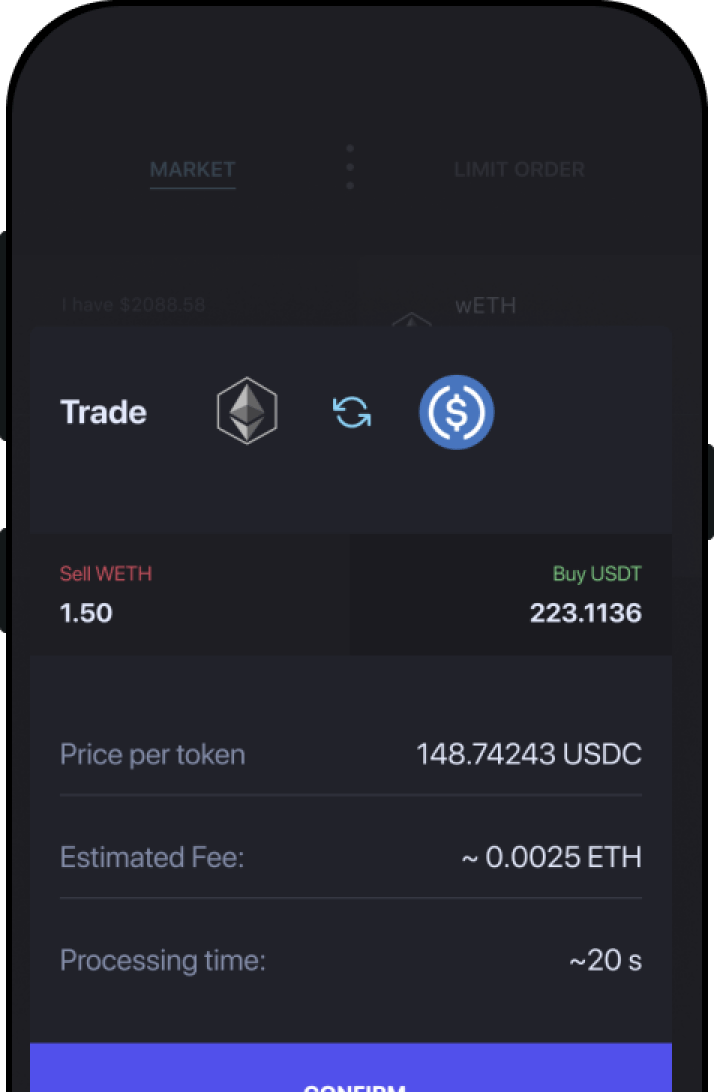 MARKET
LIMIT ORDER
I have $2088.58
wETH
Trade
Sell WETH
Buy USDT
1.50
223.1136
Price per token
148.74243 USDC
Estimated Fee:
~ 0.0025 ETH
Processing time:
~20 s
CONFIRM